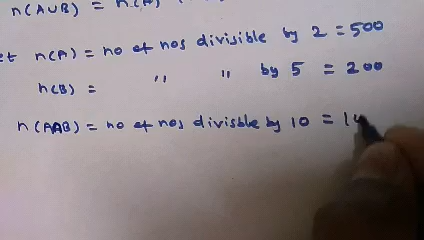 n(A∪B) = n(A)
et n(A) = no of nos divisible by 2 = 500
n(B) = " " by 5 = 200
n(A∩B) = no of nos divisible by 10 = 1